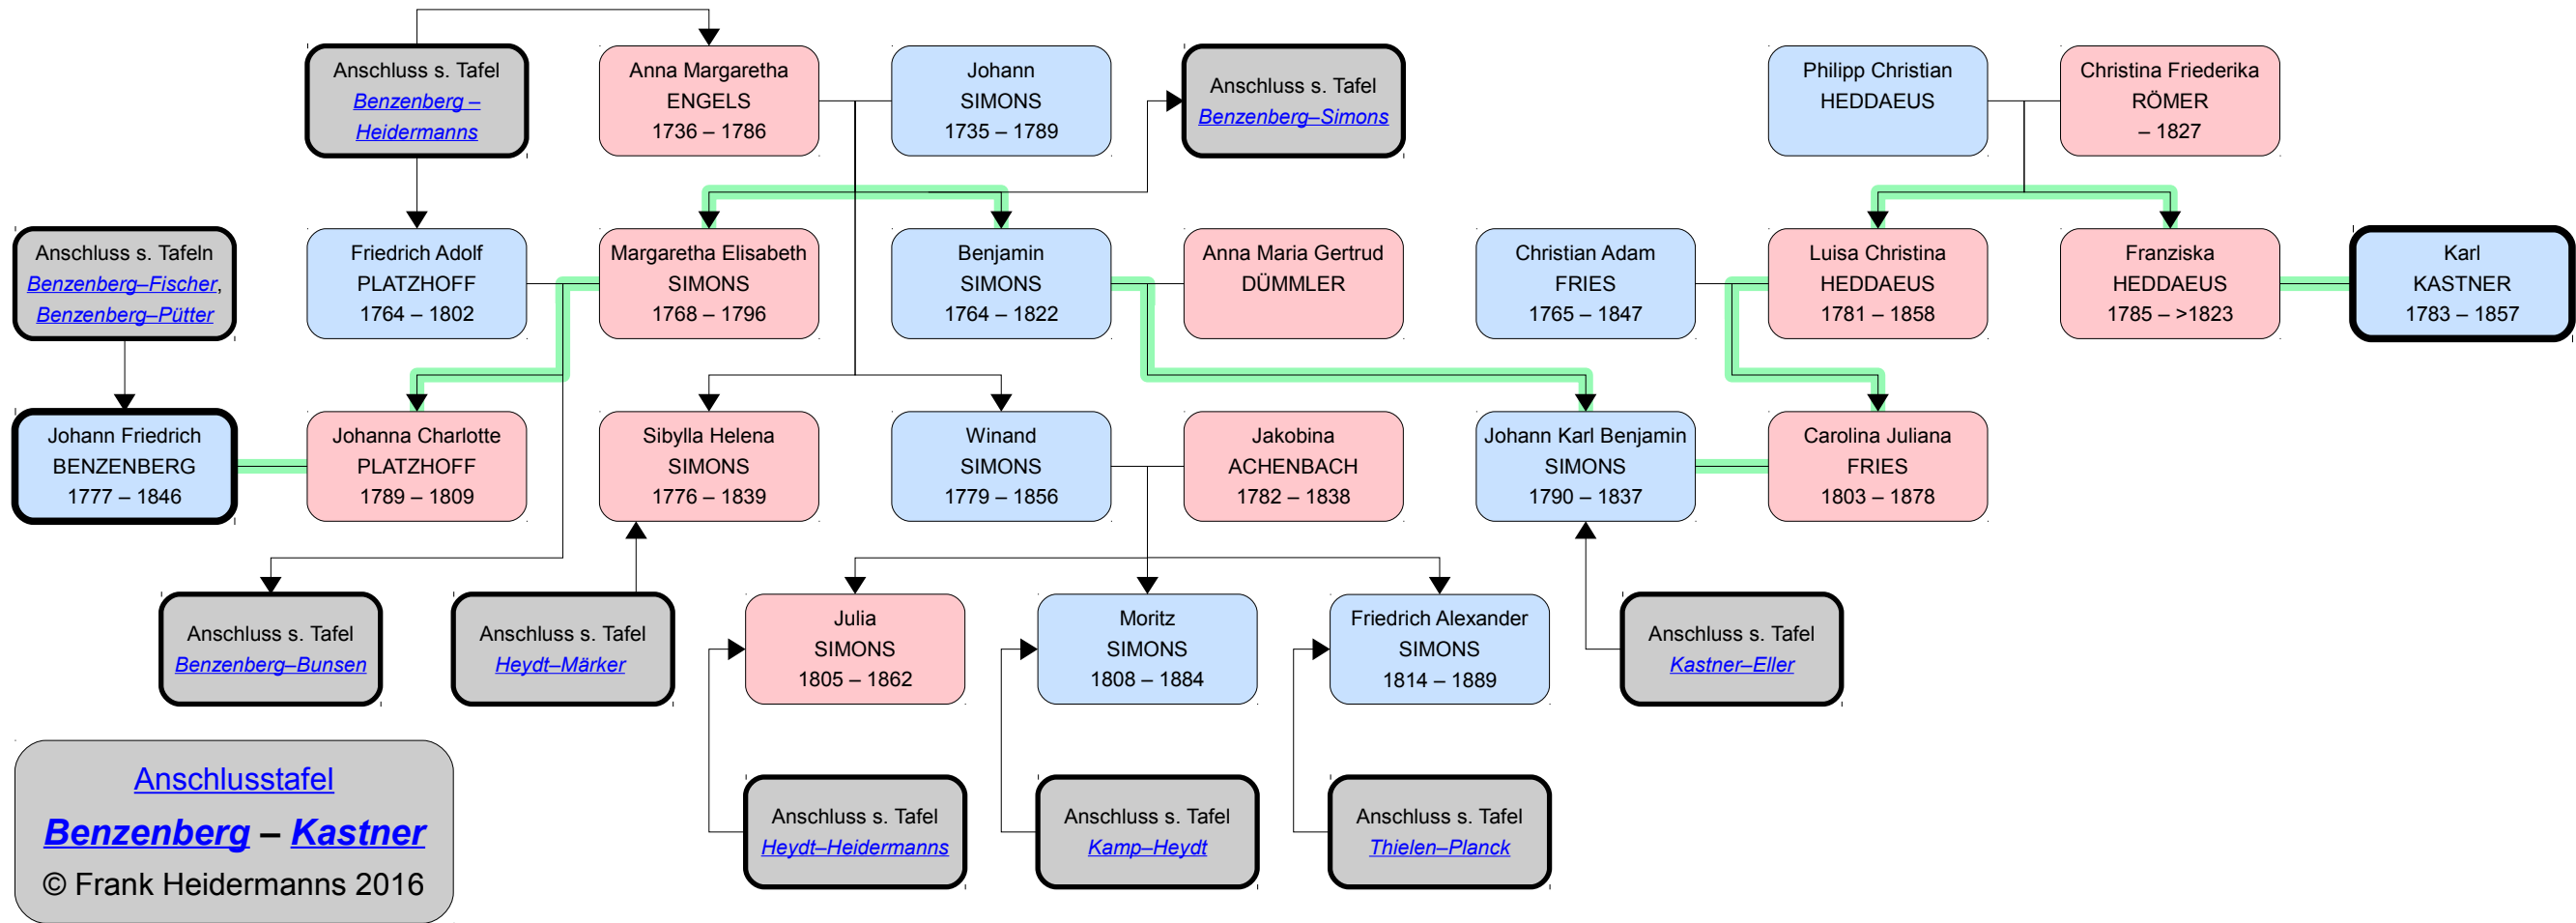 Anschluss s. Tafel
Benzenberg –
Heidermanns
Anna Margaretha
ENGELS
1736 – 1786
Johann
SIMONS
1735 – 1789
Anschluss s. Tafel
Benzenberg–Simons
Philipp Christian
HEDDAEUS
Christina Friederika
RÖMER
– 1827
Anschluss s. Tafeln
Benzenberg–Fischer,
Benzenberg–Pütter
Friedrich Adolf
PLATZHOFF
1764 – 1802
Margaretha Elisabeth
SIMONS
1768 – 1796
Benjamin
SIMONS
1764 – 1822
Anna Maria Gertrud
DÜMMLER
Christian Adam
FRIES
1765 – 1847
Luisa Christina
HEDDAEUS
1781 – 1858
Franziska
HEDDAEUS
1785 – >1823
Karl
KASTNER
1783 – 1857
Johann Friedrich
BENZENBERG
1777 – 1846
Johanna Charlotte
PLATZHOFF
1789 – 1809
Sibylla Helena
SIMONS
1776 – 1839
Winand
SIMONS
1779 – 1856
Jakobina
ACHENBACH
1782 – 1838
Johann Karl Benjamin
SIMONS
1790 – 1837
Carolina Juliana
FRIES
1803 – 1878
Anschluss s. Tafel
Benzenberg–Bunsen
Anschluss s. Tafel
Heydt–Märker
Julia
SIMONS
1805 – 1862
Moritz
SIMONS
1808 – 1884
Friedrich Alexander
SIMONS
1814 – 1889
Anschluss s. Tafel
Kastner–Eller
Anschlusstafel
Benzenberg – Kastner
© Frank Heidermanns 2016
Anschluss s. Tafel
Heydt–Heidermanns
Anschluss s. Tafel
Kamp–Heydt
Anschluss s. Tafel
Thielen–Planck